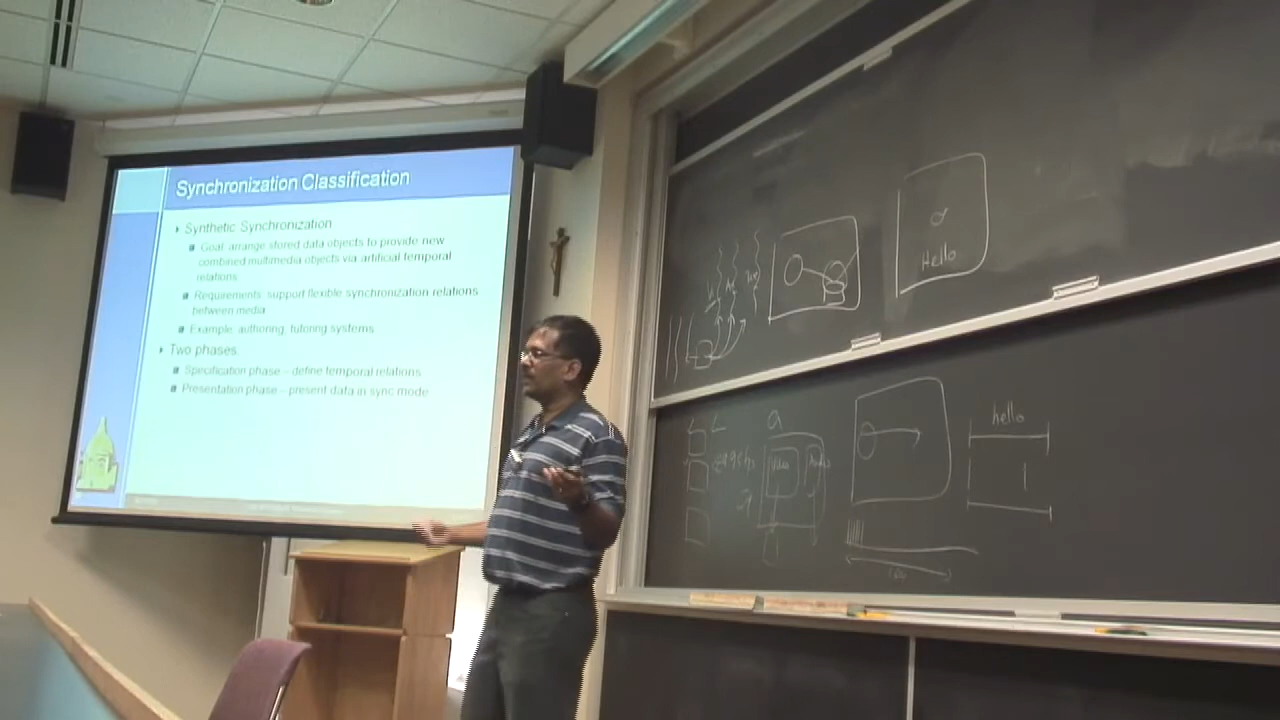 Synchronization Classification
Synthetic Synchronization
Goal: arrange stored data objects to provide new
combined multimedia objects via artificial temporal
relations
Requirements: support flexible synchronization relations
between media
Example: authoring, tutoring systems
Two phases
Specification phase – define temporal relations
Presentation phase – present data in sync mode
Hello
hello
a
Video